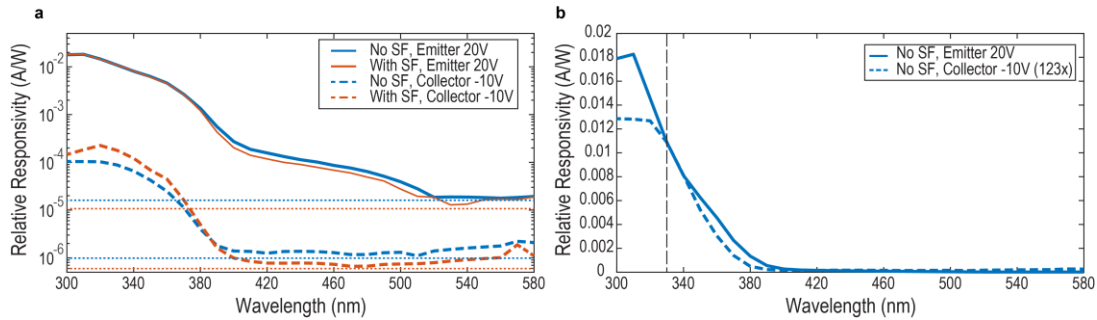 a
No SF, Emitter 20V
With SF, Emitter 20V
No SF, Collector -10V
With SF, Collector -10V
Relative Responsivity (A/W)
10-2
10-3
10-4
10-5
10-6
300 340 380 420 460 500 540 580
Wavelength (nm)
b
No SF, Emitter 20V
No SF, Collector -10V (123x)
Relative Responsivity (A/W)
0.02
0.018
0.016
0.014
0.012
0.01
0.008
0.006
0.004
0.002
0
300 340 380 420 460 500 540 580
Wavelength (nm)